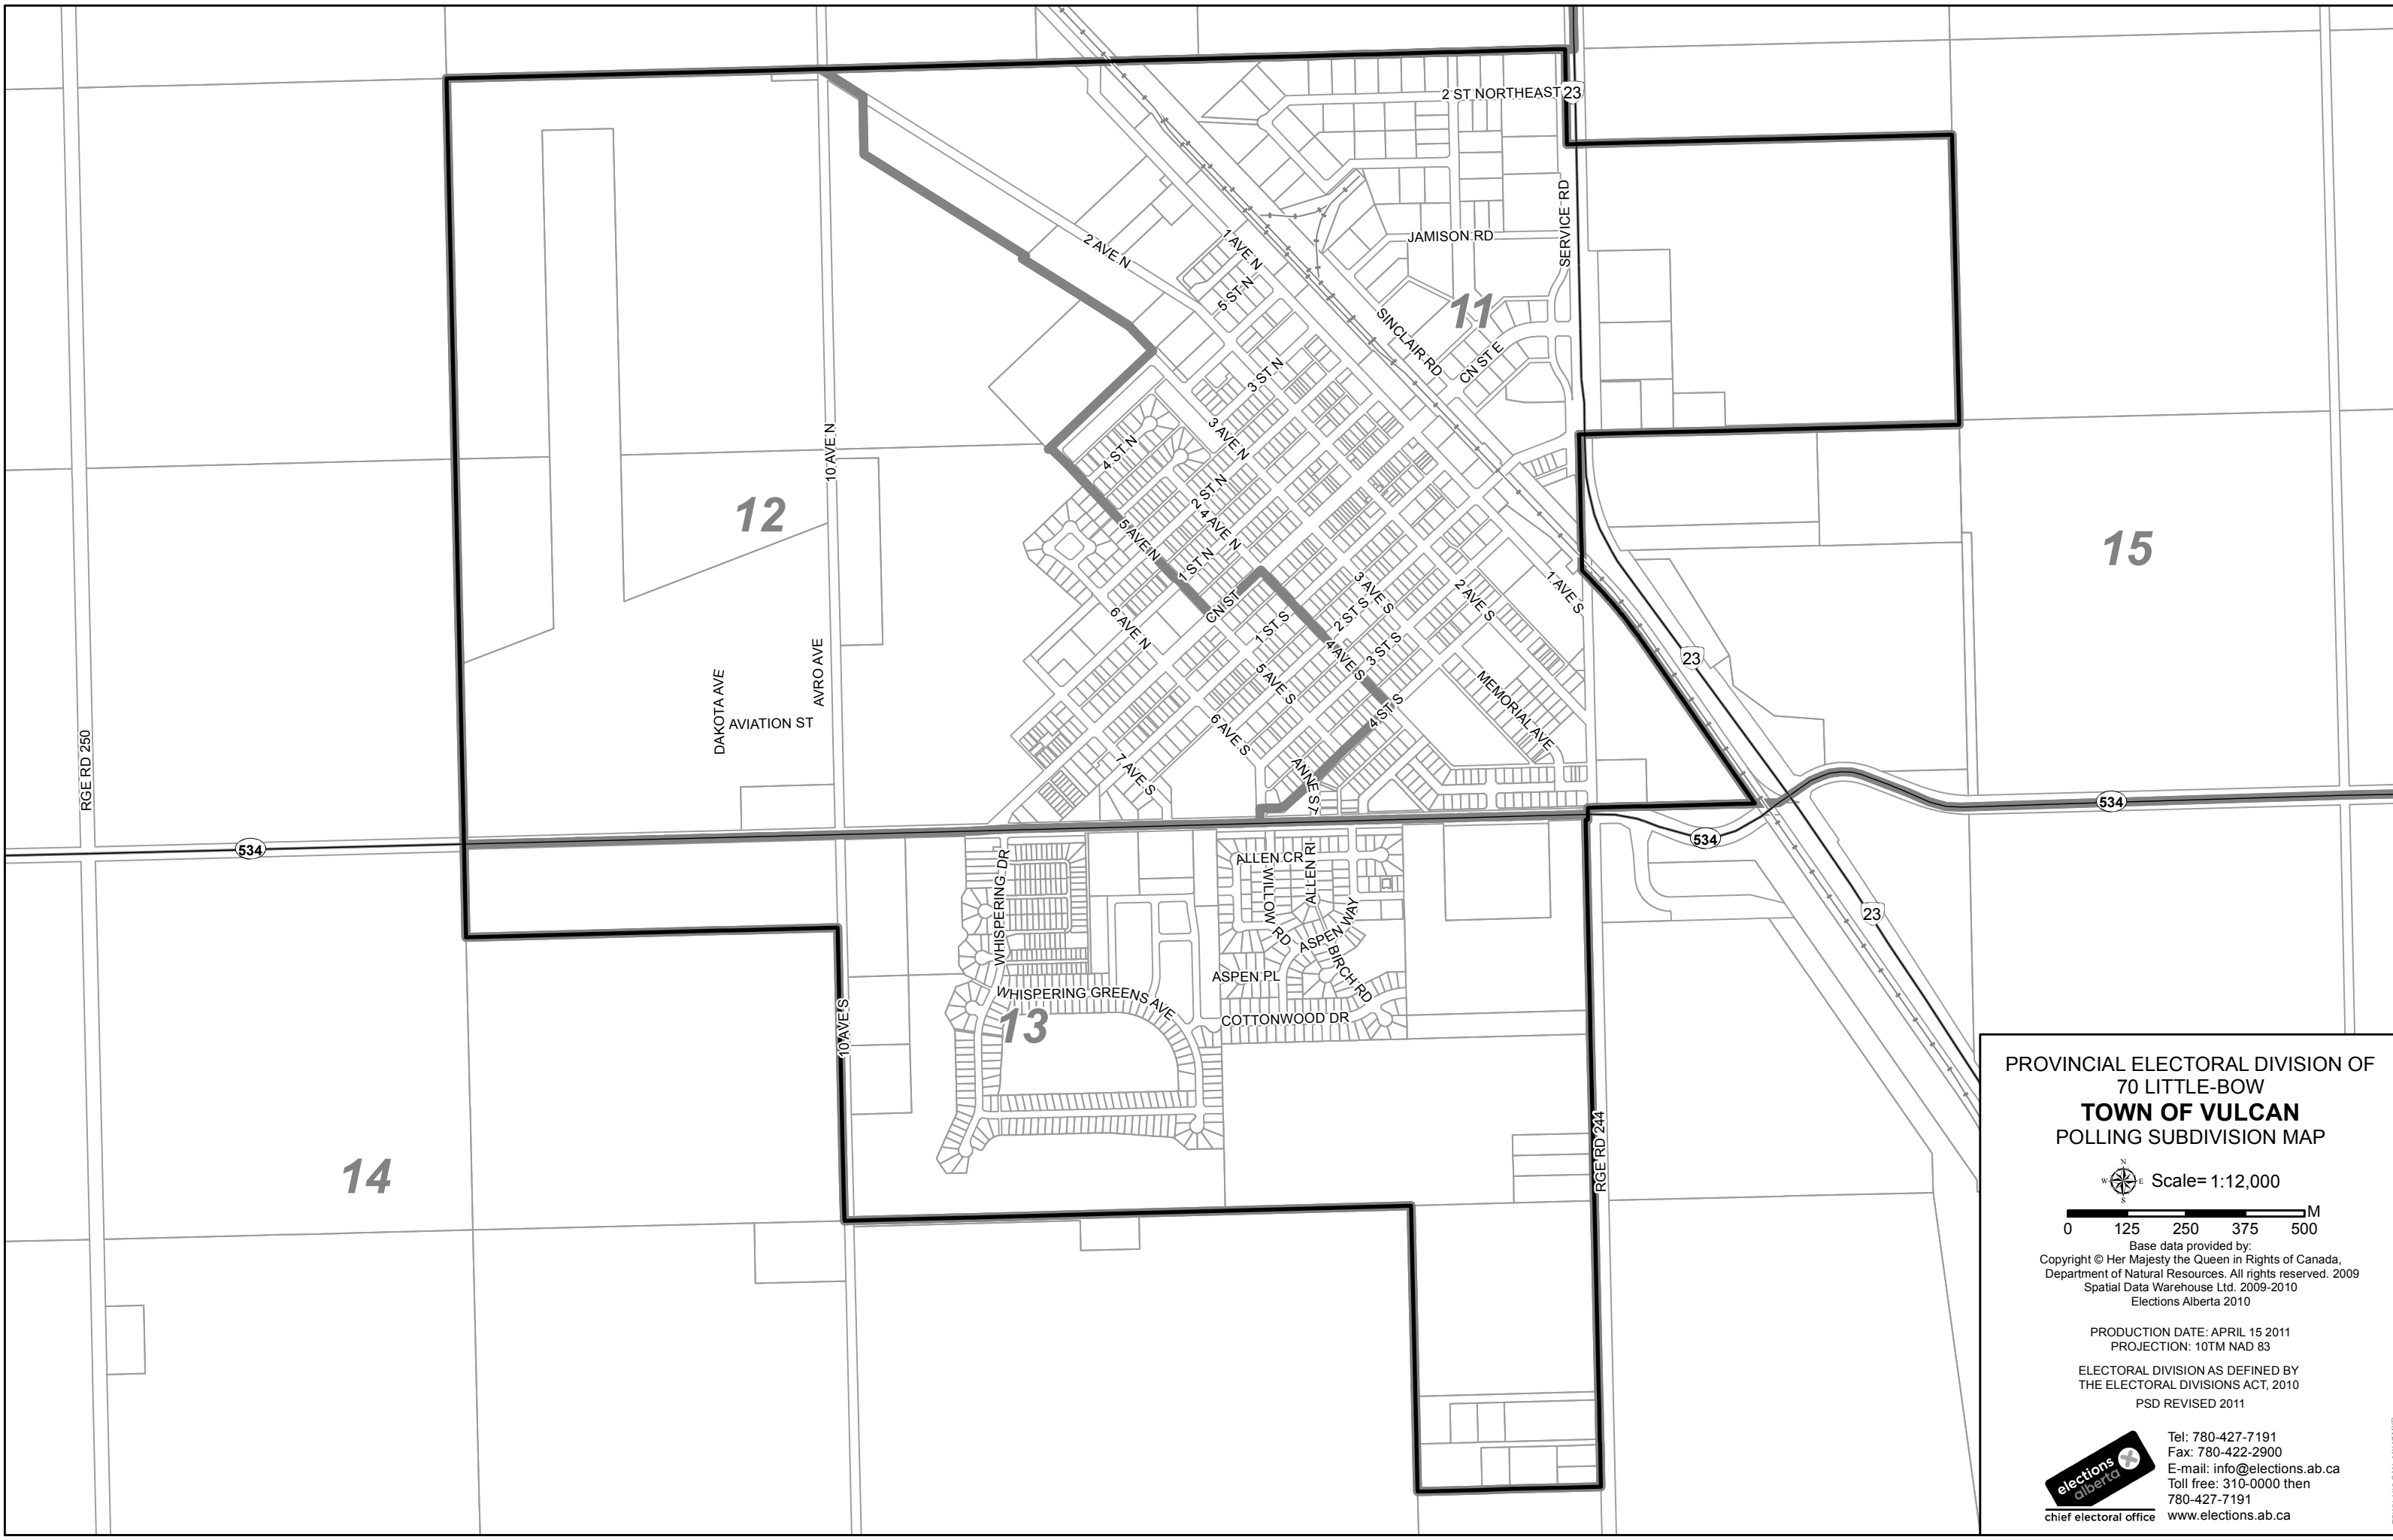 2 ST NORTHEAST
23
SERVICE RD
2 AVE N
1 AVE N
JAMISON RD
5 ST N
11
SINCLAIR RD
CN ST E
3 ST N
10 AVE N
4 ST N
3 AVE N
2 ST N
2
4 AVE N
12
5 AVE N
1 ST N
15
CN ST
3 AVE S
2 AVE S
1 AVE S
6 AVE N
1 ST S
2 ST S
4 AVE S
3 ST S
23
DAKOTA AVE
AVRO AVE
AVIATION ST
5 AVE S
MEMORIAL AVE
4 ST S
6 AVE S
RGE RD 250
7 AVE S
ANNE ST
534
534
534
WHISPERING DR
ALLEN CR
ALLEN RI
WILLOW RD
ASPEN WAY
23
BIRCH RD
ASPEN PL
WHISPERING GREENS AVE
COTTONWOOD DR
13
10 AVE S
RGE RD 244
14
PROVINCIAL ELECTORAL DIVISION OF
70 LITTLE-BOW
TOWN OF VULCAN
POLLING SUBDIVISION MAP
N
W E
S
Scale= 1:12,000
M
0 125 250 375 500
Base data provided by:
Copyright © Her Majesty the Queen in Rights of Canada,
Department of Natural Resources. All rights reserved. 2009
Spatial Data Warehouse Ltd. 2009-2010
Elections Alberta 2010
PRODUCTION DATE: APRIL 15 2011
PROJECTION: 10TM NAD 83
ELECTORAL DIVISION AS DEFINED BY
THE ELECTORAL DIVISIONS ACT, 2010
PSD REVISED 2011
elections
alberta
chief electoral office
Tel: 780-427-7191
Fax: 780-422-2900
E-mail: info@elections.ab.ca
Toll free: 310-0000 then
780-427-7191
www.elections.ab.ca